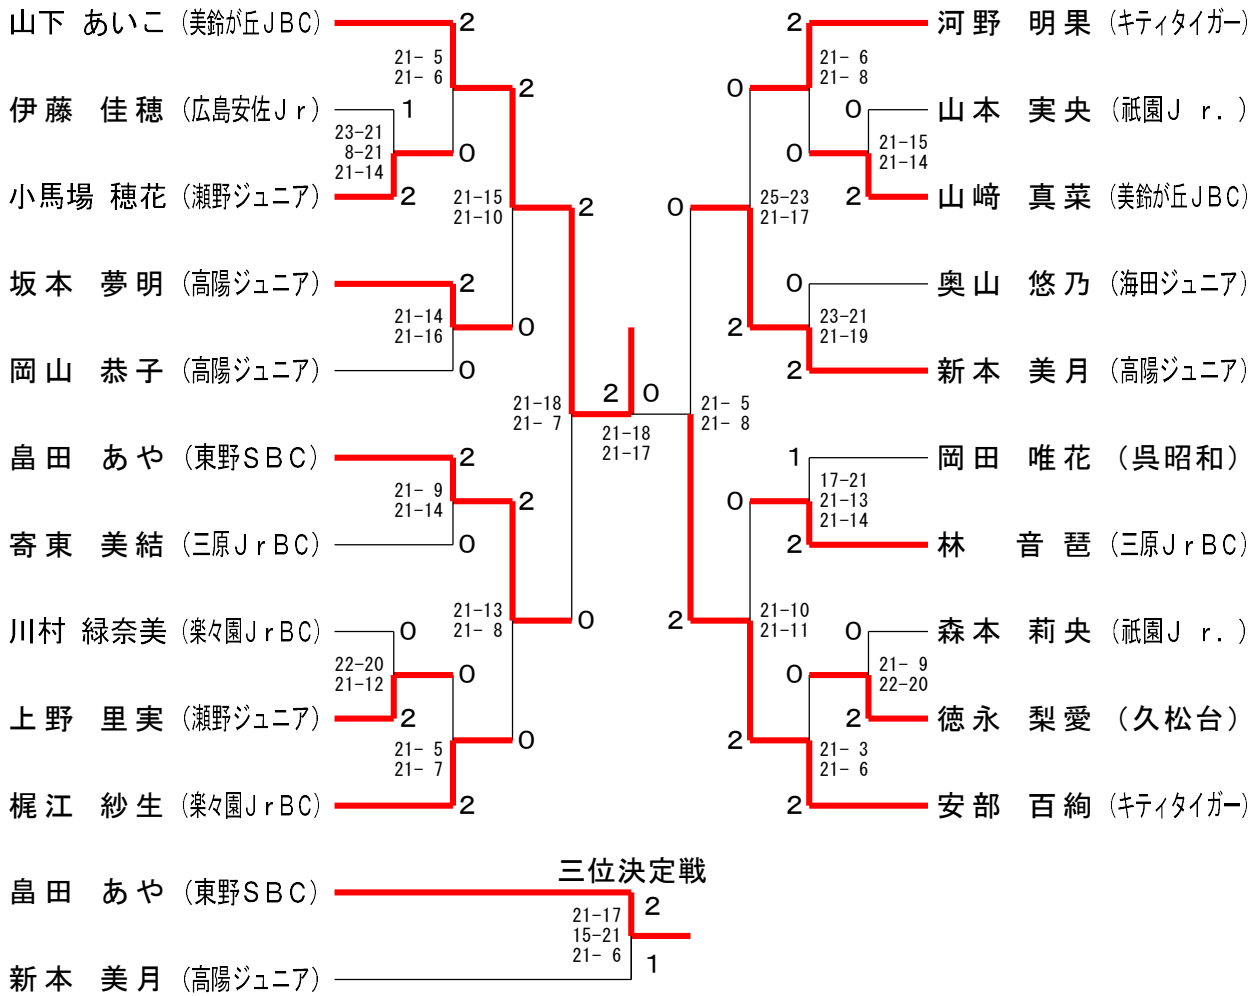 山下 あいこ (美鈴が丘JBC) 2
21- 5
21- 6
2
伊藤 佳穂 (広島安佐Jr) 1
23-21
8-21
21-14
0
小馬場 穂花 (瀬野ジュニア) 2
21-15
21-10
2
坂本 夢明 (高陽ジュニア) 2
21-14
21-16
0
岡山 恭子 (高陽ジュニア) 0
21-18
21- 7
畠田 あや (東野SBC) 2
21- 9
21-14
2
寄東 美結 (三原JrBC) 0
21-13
21- 8
0
川村 緑奈美 (楽々園JrBC) 0
22-20
21-12
0
上野 里実 (瀬野ジュニア) 2
21- 5
21- 7
0
梶江 紗生 (楽々園JrBC) 2
2 0
21-18
21-17
2 河野 明果 (キティタイガー)
21- 6
21- 8
0
0 山本 実央 (祇園Jr.)
21-15
21-14
0
2 山﨑 真菜 (美鈴が丘JBC)
25-23
21-17
0
0 奥山 悠乃 (海田ジュニア)
23-21
21-19
2
2 新本 美月 (高陽ジュニア)
21- 5
21- 8
1 岡田 唯花 (呉昭和)
17-21
21-13
21-14
0
2 林 音琶 (三原JrBC)
21-10
21-11
2
0 森本 莉央 (祇園Jr.)
21- 9
22-20
0
2 徳永 梨愛 (久松台)
21- 3
21- 6
2
2 安部 百絢 (キティタイガー)
三位決定戦
畠田 あや (東野SBC) 2
21-17
15-21
21- 6
新本 美月 (高陽ジュニア) 1